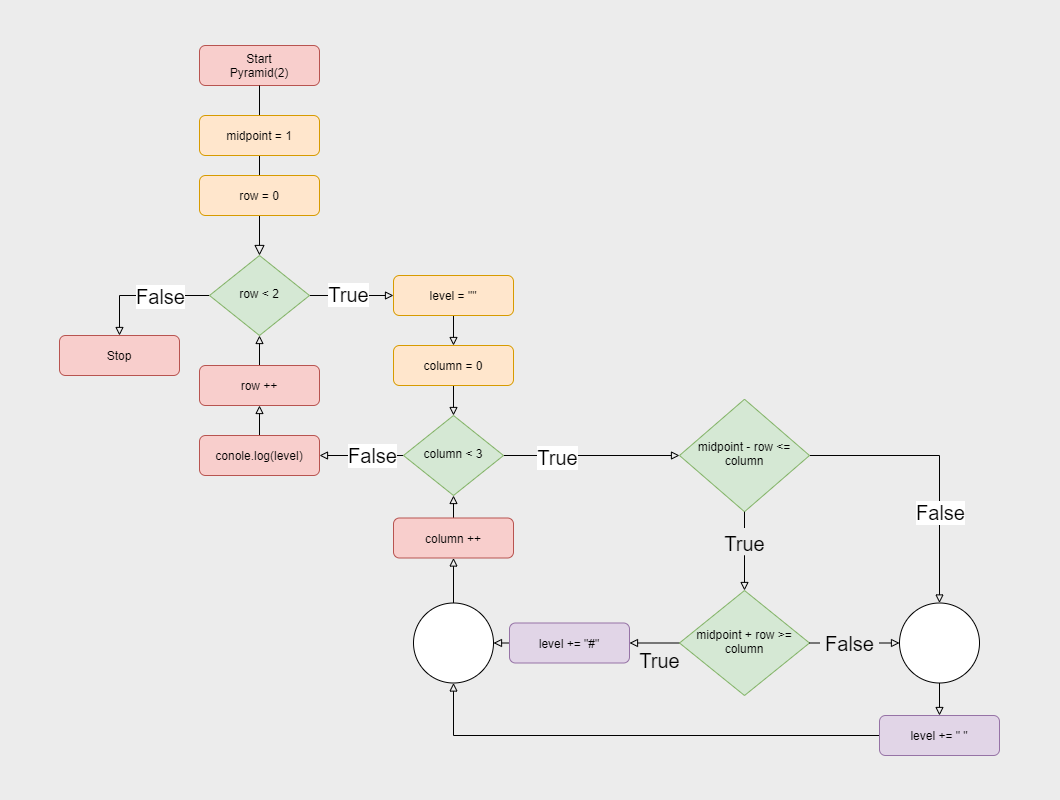 Start
Pyramid(2)
midpoint = 1
row = 0
row < 2
False
True
level = ""
Stop
column = 0
row ++
conole.log(level)
False
column < 3
True
midpoint - row <=
column
False
column ++
True
level += "#"
True
midpoint + row >=
column
False
level += " "